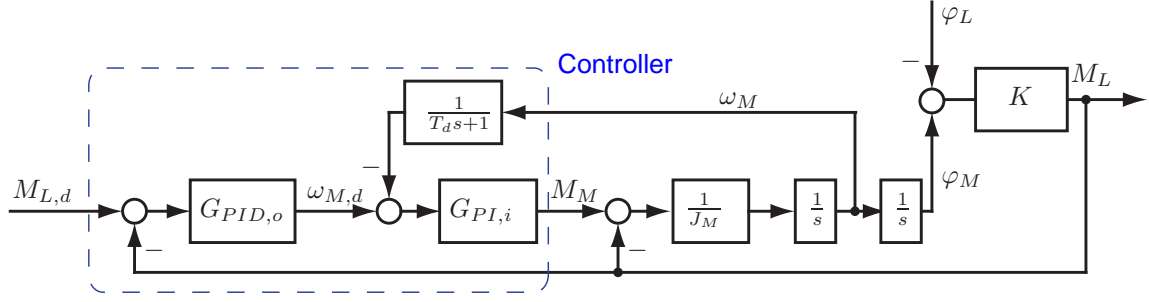 φ_L
Controller
−
K
M_L
ω_M
1/(T_d s+1)
−
M_{L,d}
G_{PID,o}
ω_{M,d}
G_{PI,i}
M_M
1/J_M
1/s
1/s
φ_M
−
−